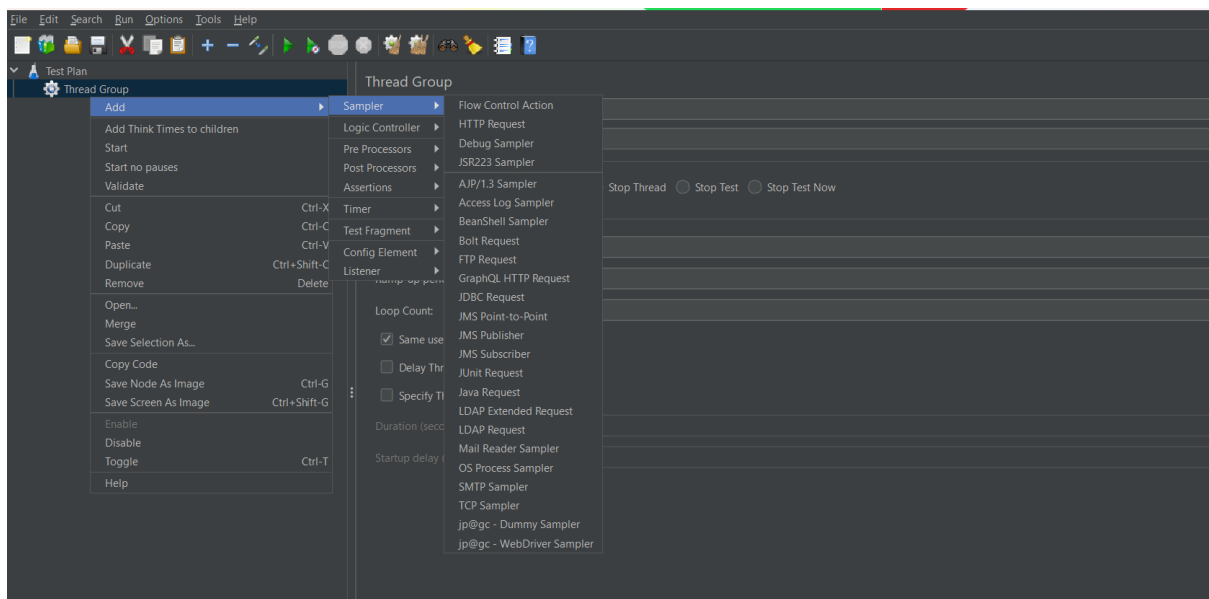 File Edit Search Run Options Tools Help
Test Plan
Thread Group
Thread Group
Add
Add Think Times to children
Start
Start no pauses
Validate
Cut Ctrl-X
Copy Ctrl-C
Paste Ctrl-V
Duplicate Ctrl+Shift-C
Remove Delete
Open...
Merge
Save Selection As...
Copy Code
Save Node As Image Ctrl-G
Save Screen As Image Ctrl+Shift-G
Enable
Disable
Toggle Ctrl-T
Help
Sampler
Logic Controller
Pre Processors
Post Processors
Assertions
Timer
Test Fragment
Config Element
Listener
Flow Control Action
HTTP Request
Debug Sampler
JSR223 Sampler
AJP/1.3 Sampler
Access Log Sampler
BeanShell Sampler
Bolt Request
FTP Request
GraphQL HTTP Request
JDBC Request
JMS Point-to-Point
JMS Publisher
JMS Subscriber
JUnit Request
Java Request
LDAP Extended Request
LDAP Request
Mail Reader Sampler
OS Process Sampler
SMTP Sampler
TCP Sampler
jp@gc - Dummy Sampler
jp@gc - WebDriver Sampler
Stop Thread Stop Test Stop Test Now
Loop Count:
Same use
Delay Thr
Specify
Duration (seco
Startup delay (